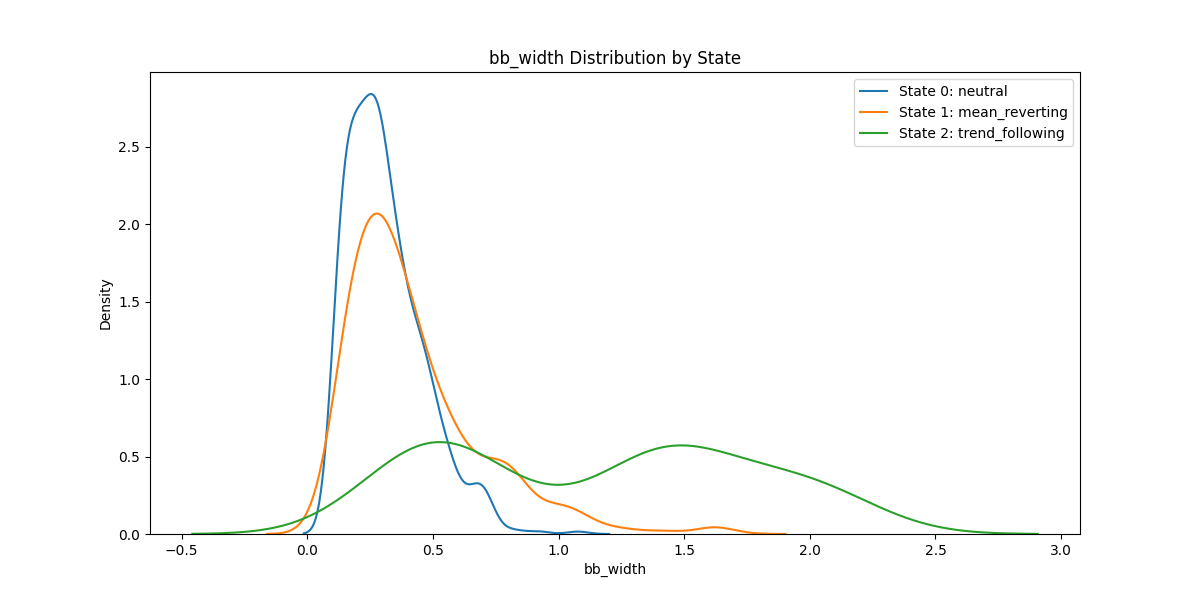 bb_width Distribution by State
State 0: neutral
State 1: mean_reverting
State 2: trend_following
Density
2.5
2.0
1.5
1.0
0.5
0.0
−0.5 0.0 0.5 1.0 1.5 2.0 2.5 3.0
bb_width